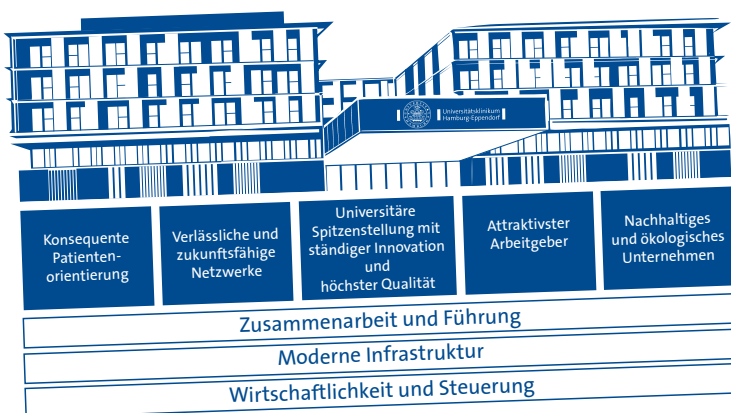 Universitätsklinikum
Hamburg-Eppendorf
Konsequente
Patienten-
orientierung
Verlässliche und
zukunftsfähige
Netzwerke
Universitäre
Spitzenstellung mit
ständiger Innovation
und
höchster Qualität
Attraktivster
Arbeitgeber
Nachhaltiges
und ökologisches
Unternehmen
Zusammenarbeit und Führung
Moderne Infrastruktur
Wirtschaftlichkeit und Steuerung